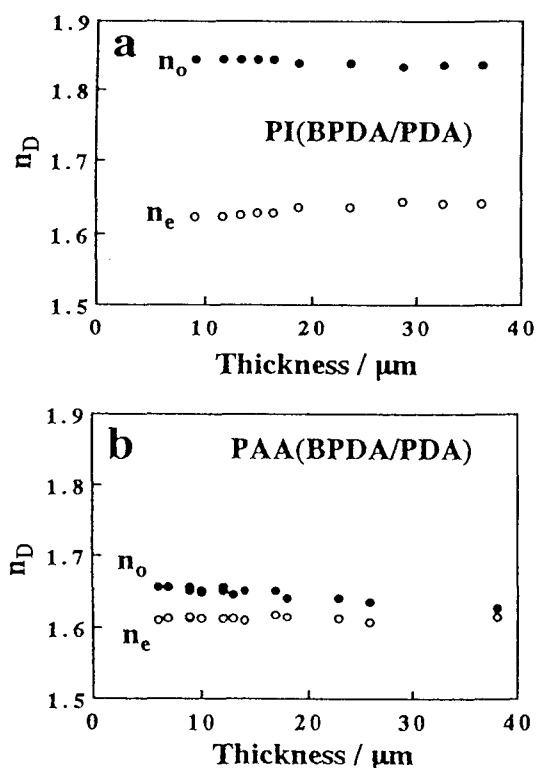 1.9
a
n_o
1.8
n_D
PI(BPDA/PDA)
1.7
n_e
1.6
1.5
0 10 20 30 40
Thickness / μm
1.9
b
PAA(BPDA/PDA)
1.8
n_D
1.7
n_o
1.6
n_e
1.5
0 10 20 30 40
Thickness / μm